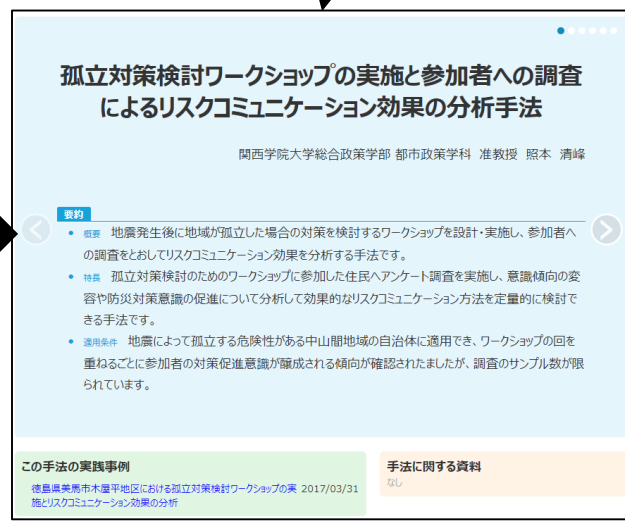 孤立対策検討ワークショップの実施と参加者への調査
によるリスクコミュニケーション効果の分析手法
関西学院大学総合政策学部 都市政策学科 准教授 照本 清峰
要約
概要 地震発生後に地域が孤立した場合の対策を検討するワークショップを設計・実施し、参加者へ
の調査をとおしてリスクコミュニケーション効果を分析する手法です。
特長 孤立対策検討のためのワークショップに参加した住民へアンケート調査を実施し、意識傾向の変
容や防災対策意識の促進について分析して効果的なリスクコミュニケーション方法を定量的に検討で
きる手法です。
適用条件 地震によって孤立する危険性がある中山間地域の自治体に適用でき、ワークショップの回を
重ねるごとに参加者の対策促進意識が醸成される傾向が確認されたましたが、調査のサンプル数が限
られています。
この手法の実践事例
徳島県美馬市木屋平地区における孤立対策検討ワークショップの実 2017/03/31
施とリスクコミュニケーション効果の分析
手法に関する資料
なし